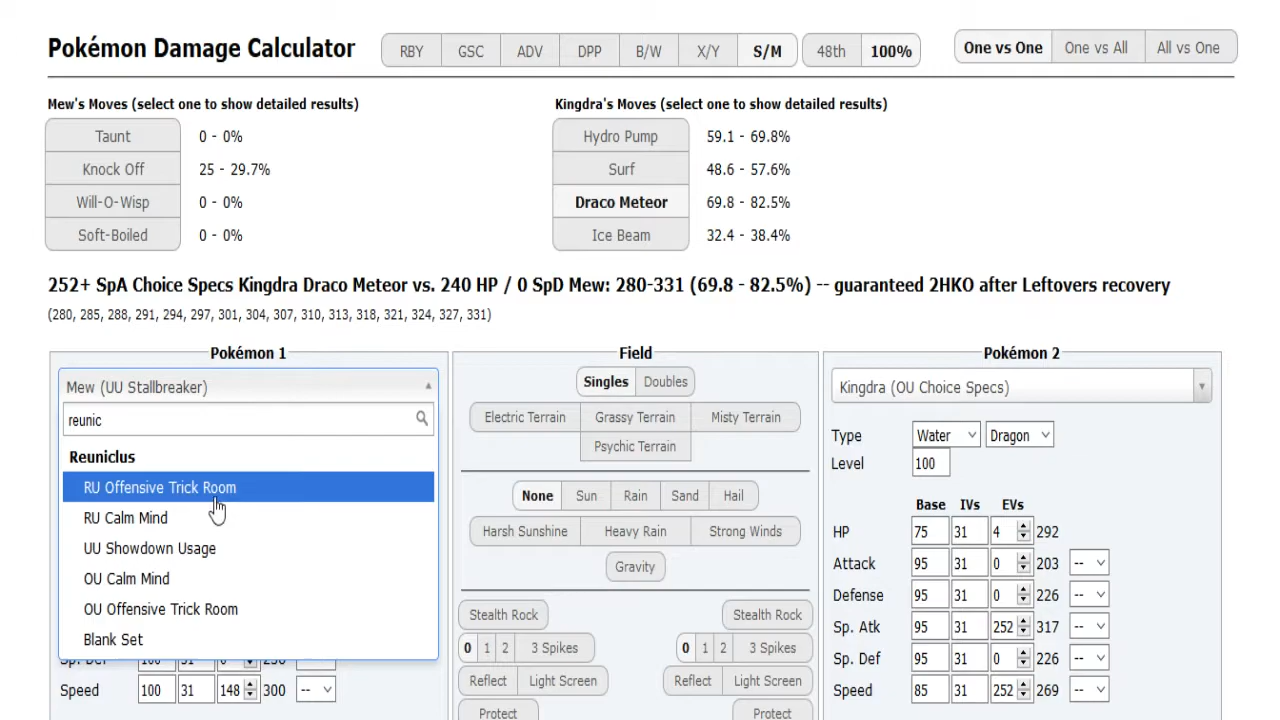 Pokémon Damage Calculator
RBY GSC ADV DPP B/W X/Y S/M 48th 100%
One vs One One vs All All vs One
Mew's Moves (select one to show detailed results)
Taunt 0 - 0%
Knock Off 25 - 29.7%
Will-O-Wisp 0 - 0%
Soft-Boiled 0 - 0%
Kingdra's Moves (select one to show detailed results)
Hydro Pump 59.1 - 69.8%
Surf 48.6 - 57.6%
Draco Meteor 69.8 - 82.5%
Ice Beam 32.4 - 38.4%
252+ SpA Choice Specs Kingdra Draco Meteor vs. 240 HP / 0 SpD Mew: 280-331 (69.8 - 82.5%) -- guaranteed 2HKO after Leftovers recovery
(280, 285, 288, 291, 294, 297, 301, 304, 307, 310, 313, 318, 321, 324, 327, 331)
Pokémon 1
Mew (UU Stallbreaker)
reunic
Reuniclus
RU Offensive Trick Room
RU Calm Mind
UU Showdown Usage
OU Calm Mind
OU Offensive Trick Room
Blank Set
Speed 100 31 148 300 --
Field
Singles Doubles
Electric Terrain Grassy Terrain Misty Terrain
Psychic Terrain
None Sun Rain Sand Hail
Harsh Sunshine Heavy Rain Strong Winds
Gravity
Stealth Rock Stealth Rock
0 1 2 3 Spikes 0 1 2 3 Spikes
Reflect Light Screen Reflect Light Screen
Protect Protect
Pokémon 2
Kingdra (OU Choice Specs)
Type Water Dragon
Level 100
Base IVs EVs
HP 75 31 4 292
Attack 95 31 0 203 --
Defense 95 31 0 226 --
Sp. Atk 95 31 252 317 --
Sp. Def 95 31 0 226 --
Speed 85 31 252 269 --